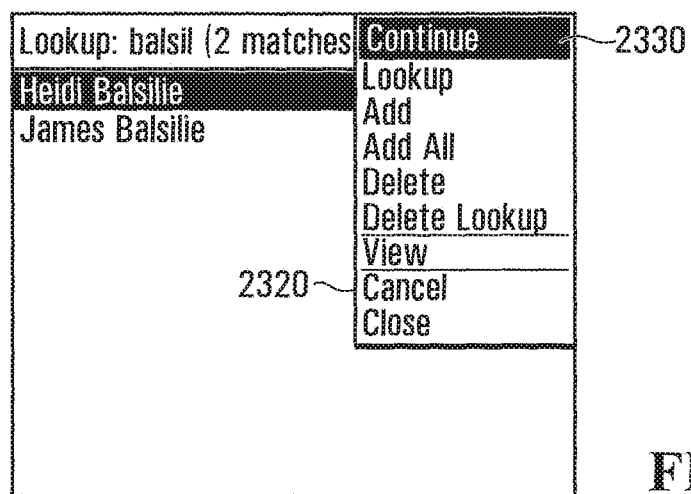 Lookup: balsil (2 matches
Heidi Balsilie
James Balsilie
Continue
Lookup
Add
Add All
Delete
Delete Lookup
View
Cancel
Close
2330
2320